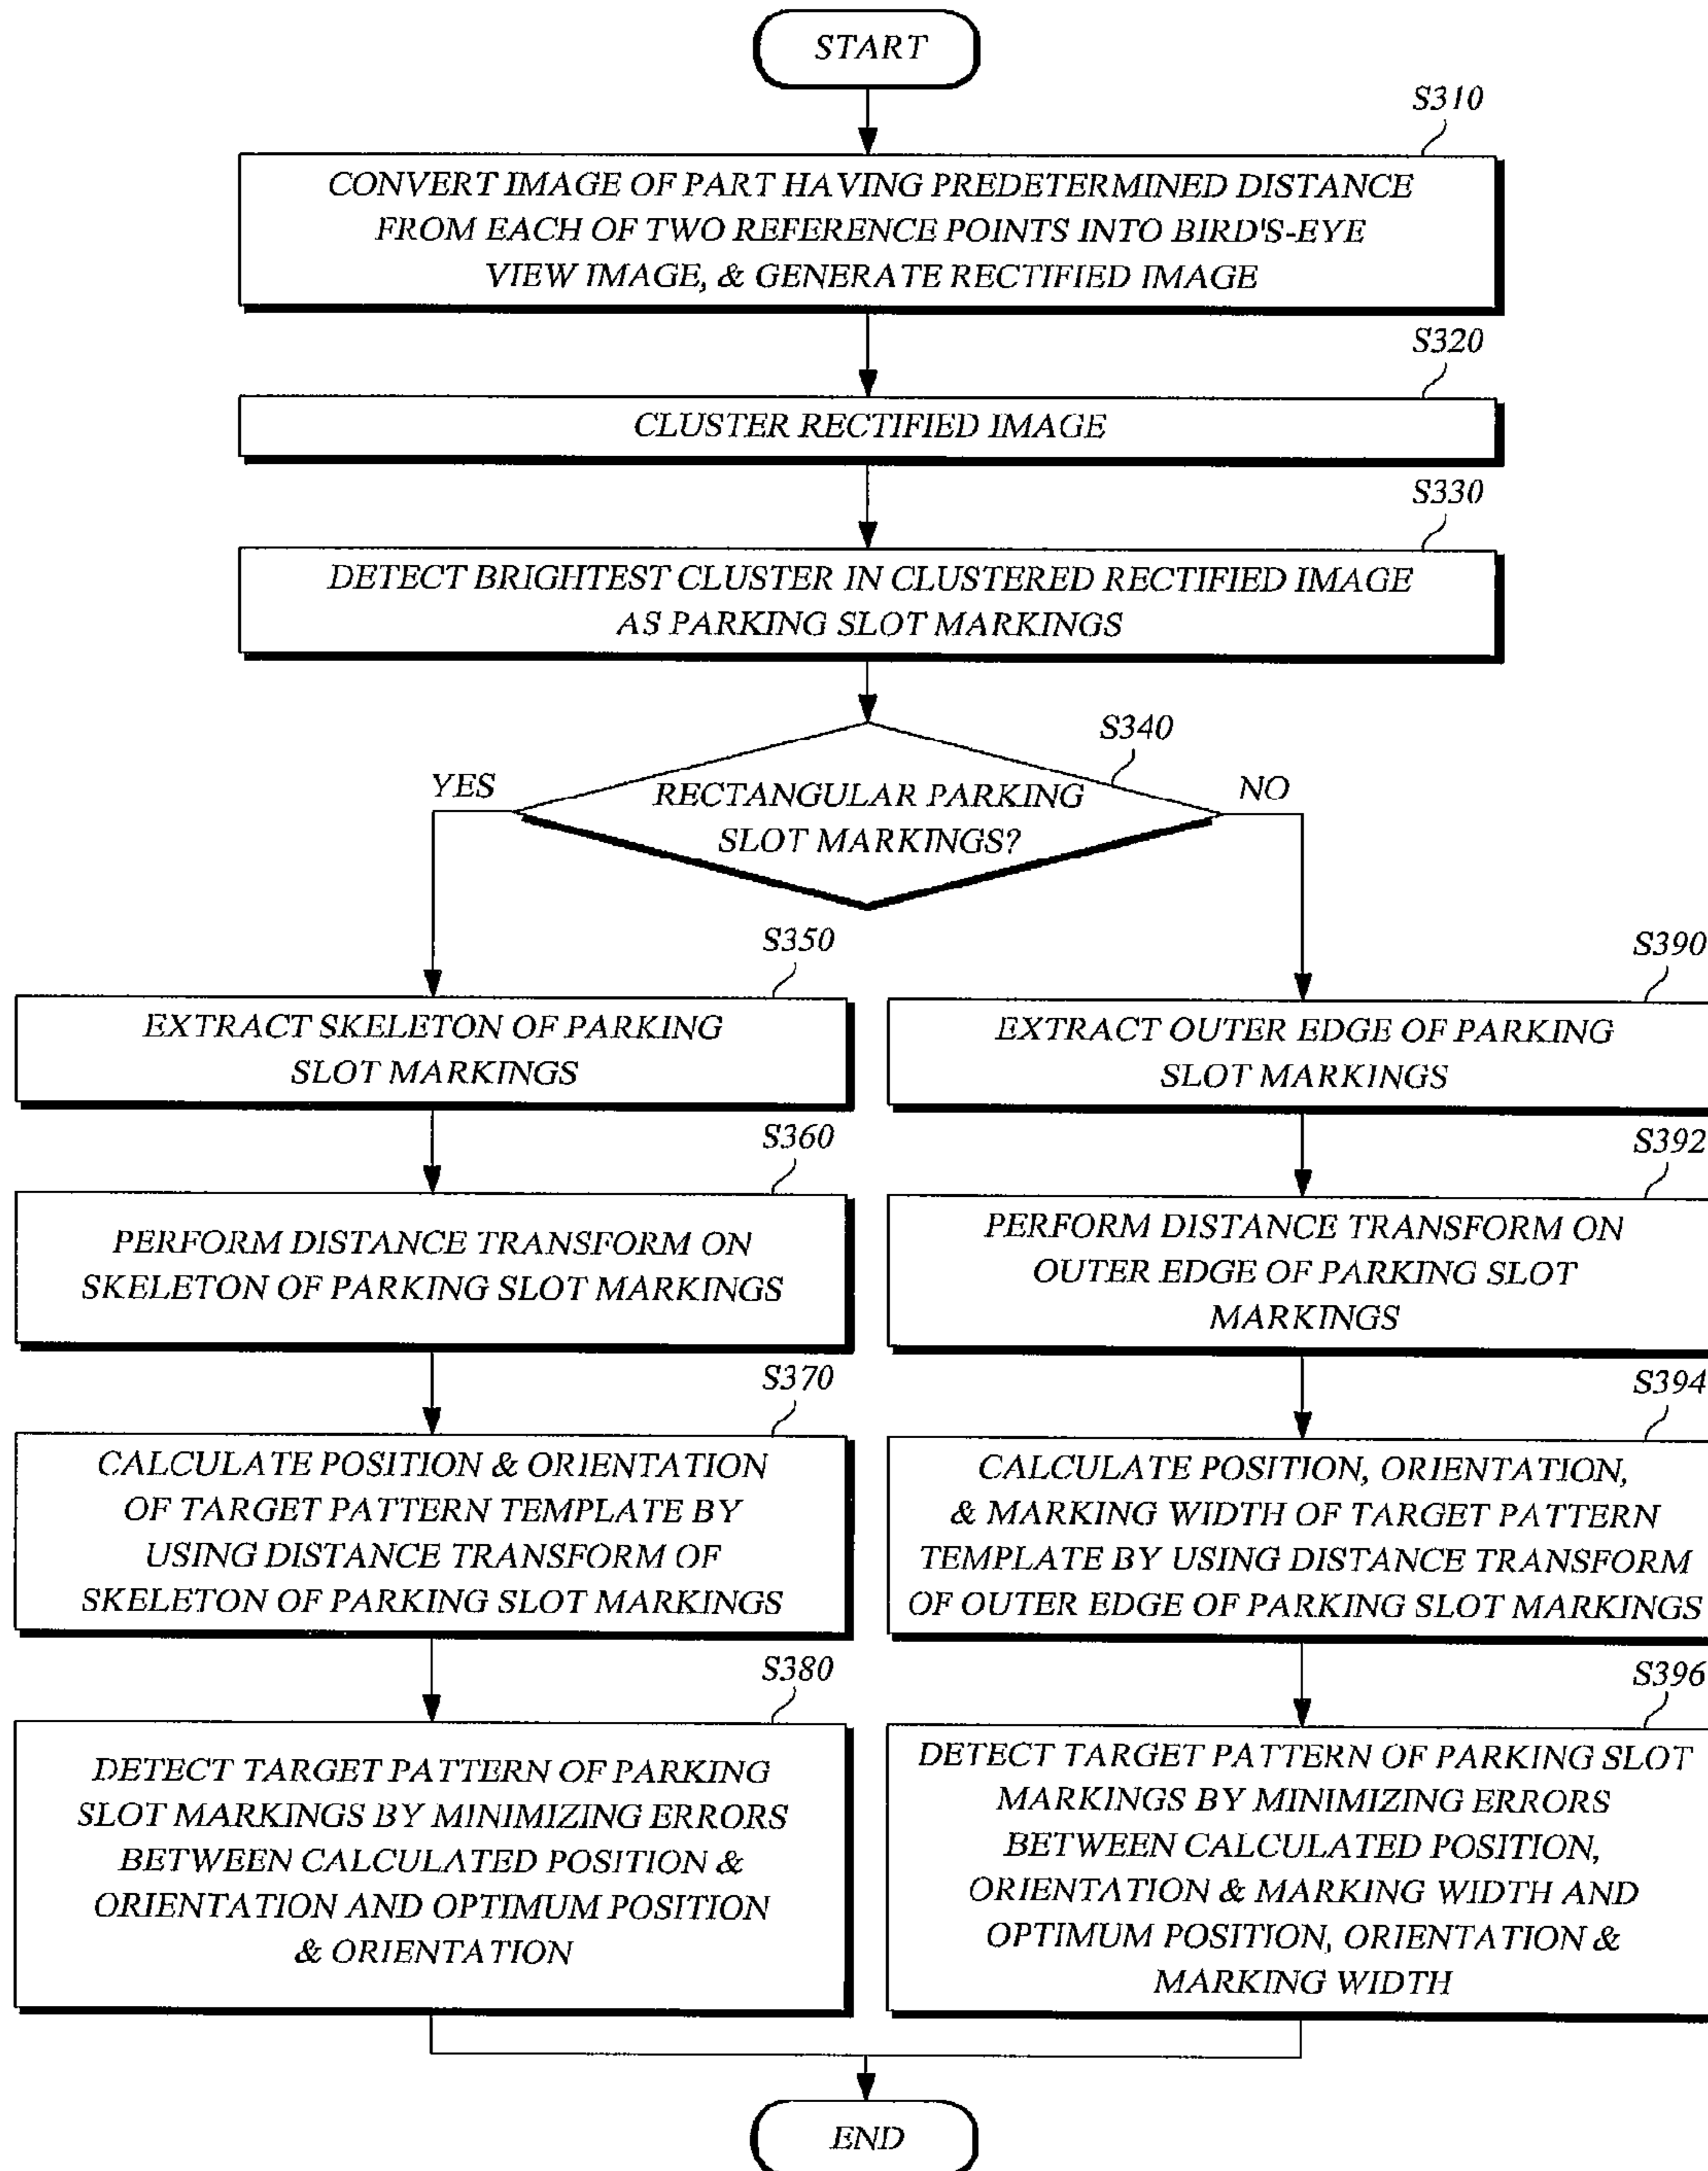 START
S310
CONVERT IMAGE OF PART HAVING PREDETERMINED DISTANCE
FROM EACH OF TWO REFERENCE POINTS INTO BIRD'S-EYE
VIEW IMAGE, & GENERATE RECTIFIED IMAGE
S320
CLUSTER RECTIFIED IMAGE
S330
DETECT BRIGHTEST CLUSTER IN CLUSTERED RECTIFIED IMAGE
AS PARKING SLOT MARKINGS
S340
YES
RECTANGULAR PARKING
SLOT MARKINGS?
NO
S350
EXTRACT SKELETON OF PARKING
SLOT MARKINGS
S360
PERFORM DISTANCE TRANSFORM ON
SKELETON OF PARKING SLOT MARKINGS
S370
CALCULATE POSITION & ORIENTATION
OF TARGET PATTERN TEMPLATE BY
USING DISTANCE TRANSFORM OF
SKELETON OF PARKING SLOT MARKINGS
S380
DETECT TARGET PATTERN OF PARKING
SLOT MARKINGS BY MINIMIZING ERRORS
BETWEEN CALCULATED POSITION &
ORIENTATION AND OPTIMUM POSITION
& ORIENTATION
S390
EXTRACT OUTER EDGE OF PARKING
SLOT MARKINGS
S392
PERFORM DISTANCE TRANSFORM ON
OUTER EDGE OF PARKING SLOT
MARKINGS
S394
CALCULATE POSITION, ORIENTATION,
& MARKING WIDTH OF TARGET PATTERN
TEMPLATE BY USING DISTANCE TRANSFORM
OF OUTER EDGE OF PARKING SLOT MARKINGS
S396
DETECT TARGET PATTERN OF PARKING SLOT
MARKINGS BY MINIMIZING ERRORS
BETWEEN CALCULATED POSITION,
ORIENTATION & MARKING WIDTH AND
OPTIMUM POSITION, ORIENTATION &
MARKING WIDTH
END